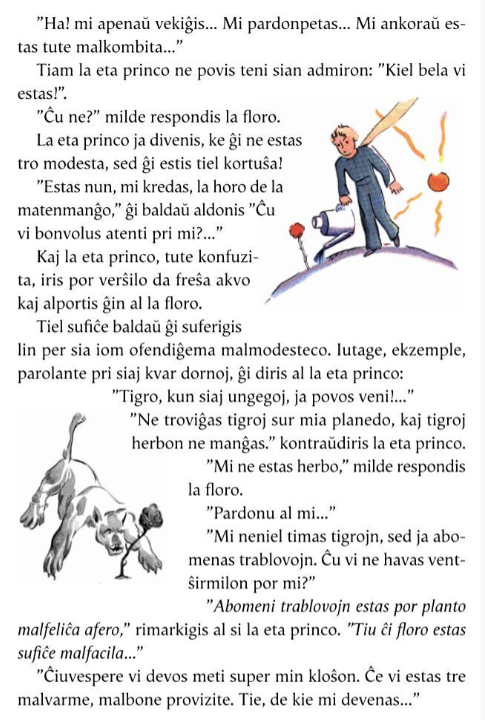 ”Ha! mi apenaŭ vekiĝis... Mi pardonpetas... Mi ankoraŭ es-
tas tute malkombita...”
Tiam la eta princo ne povis teni sian admiron: ”Kiel bela vi
estas!”.
”Ĉu ne?” milde respondis la floro.
La eta princo ja divenis, ke ĝi ne estas
tro modesta, sed ĝi estis tiel kortuŝa!
”Estas nun, mi kredas, la horo de la
matenmanĝo,” ĝi baldaŭ aldonis ”Ĉu
vi bonvolus atenti pri mi?...”
Kaj la eta princo, tute konfuzi-
ta, iris por verŝilo da freŝa akvo
kaj alportis ĝin al la floro.
Tiel sufiĉe baldaŭ ĝi suferigis
lin per sia iom ofendiĝema malmodesteco. Iutage, ekzemple,
parolante pri siaj kvar dornoj, ĝi diris al la eta princo:
”Tigro, kun siaj ungegoj, ja povos veni!...”
”Ne troviĝas tigroj sur mia planedo, kaj tigroj
herbon ne manĝas.” kontraŭdiris la eta princo.
”Mi ne estas herbo,” milde respondis
la floro.
”Pardonu al mi...”
”Mi neniel timas tigrojn, sed ja abo-
menas trablovojn. Ĉu vi ne havas vent-
ŝirmilon por mi?”
”Abomeni trablovojn estas por planto
malfeliĉa afero,” rimarkigis al si la eta princo. ”Tiu ĉi floro estas
sufiĉe malfacila...”
”Ĉiuvespere vi devos meti super min kloŝon. Ĉe vi estas tre
malvarme, malbone provizite. Tie, de kie mi devenas...”